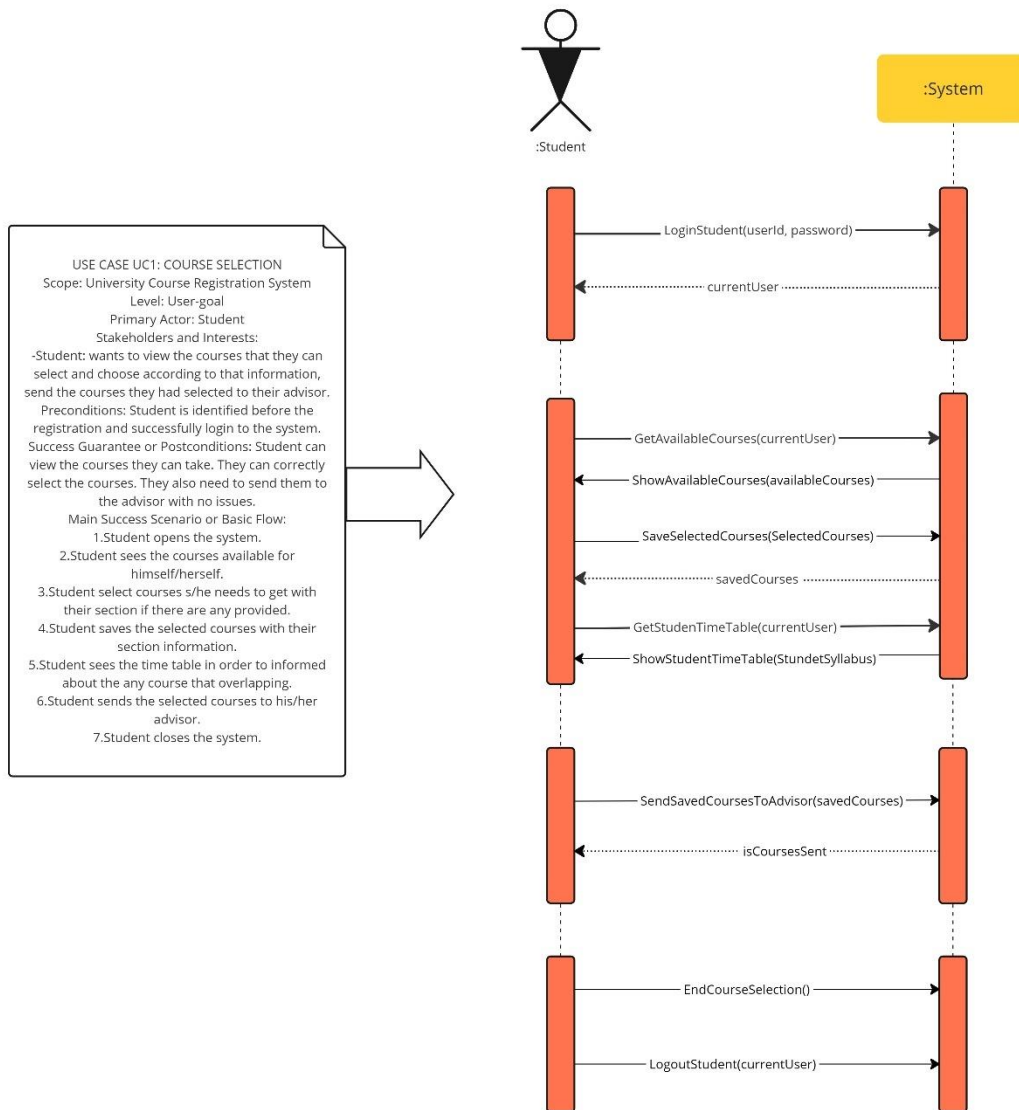 :System
:Student
USE CASE UC1: COURSE SELECTION
Scope: University Course Registration System
Level: User-goal
Primary Actor: Student
Stakeholders and Interests:
-Student: wants to view the courses that they can
select and choose according to that information,
send the courses they had selected to their advisor.
Preconditions: Student is identified before the
registration and successfully login to the system.
Success Guarantee or Postconditions: Student can
view the courses they can take. They can correctly
select the courses. They also need to send them to
the advisor with no issues.
Main Success Scenario or Basic Flow:
1.Student opens the system.
2.Student sees the courses available for
himself/herself.
3.Student select courses s/he needs to get with
their section if there are any provided.
4.Student saves the selected courses with their
section information.
5.Student sees the time table in order to informed
about the any course that overlapping.
6.Student sends the selected courses to his/her
advisor.
7.Student closes the system.
LoginStudent(userId, password)
currentUser
GetAvailableCourses(currentUser)
ShowAvailableCourses(availableCourses)
SaveSelectedCourses(SelectedCourses)
savedCourses
GetStudenTimeTable(currentUser)
ShowStudentTimeTable(StundetSyllabus)
SendSavedCoursesToAdvisor(savedCourses)
isCoursesSent
EndCourseSelection()
LogoutStudent(currentUser)